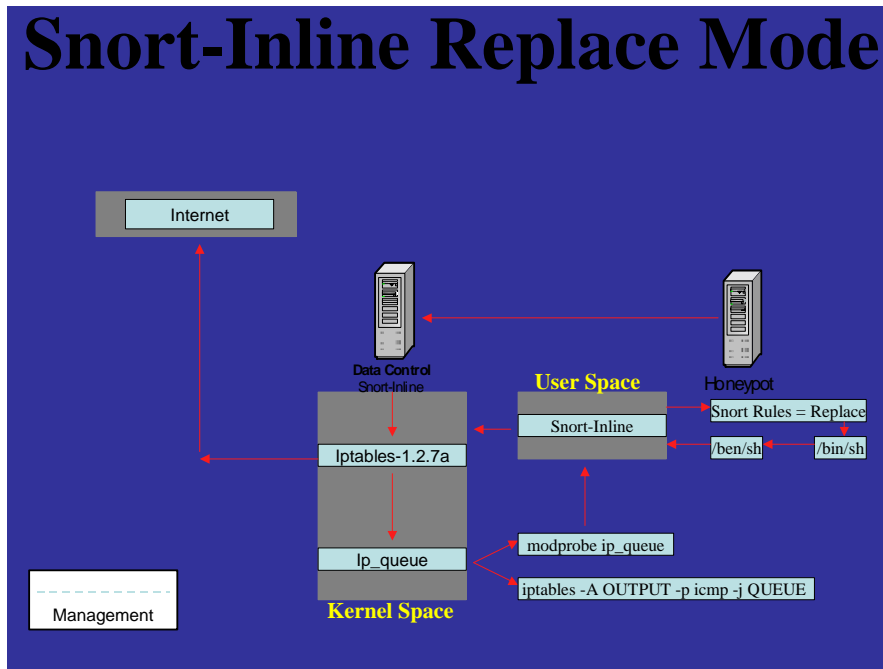 Snort-Inline Replace Mode
Internet
Data Control
Snort-Inline
User Space
Honeypot
Snort Rules = Replace
Snort-Inline
/ben/sh
/bin/sh
Iptables-1.2.7a
modprobe ip_queue
Ip_queue
iptables -A OUTPUT -p icmp -j QUEUE
Kernel Space
Management